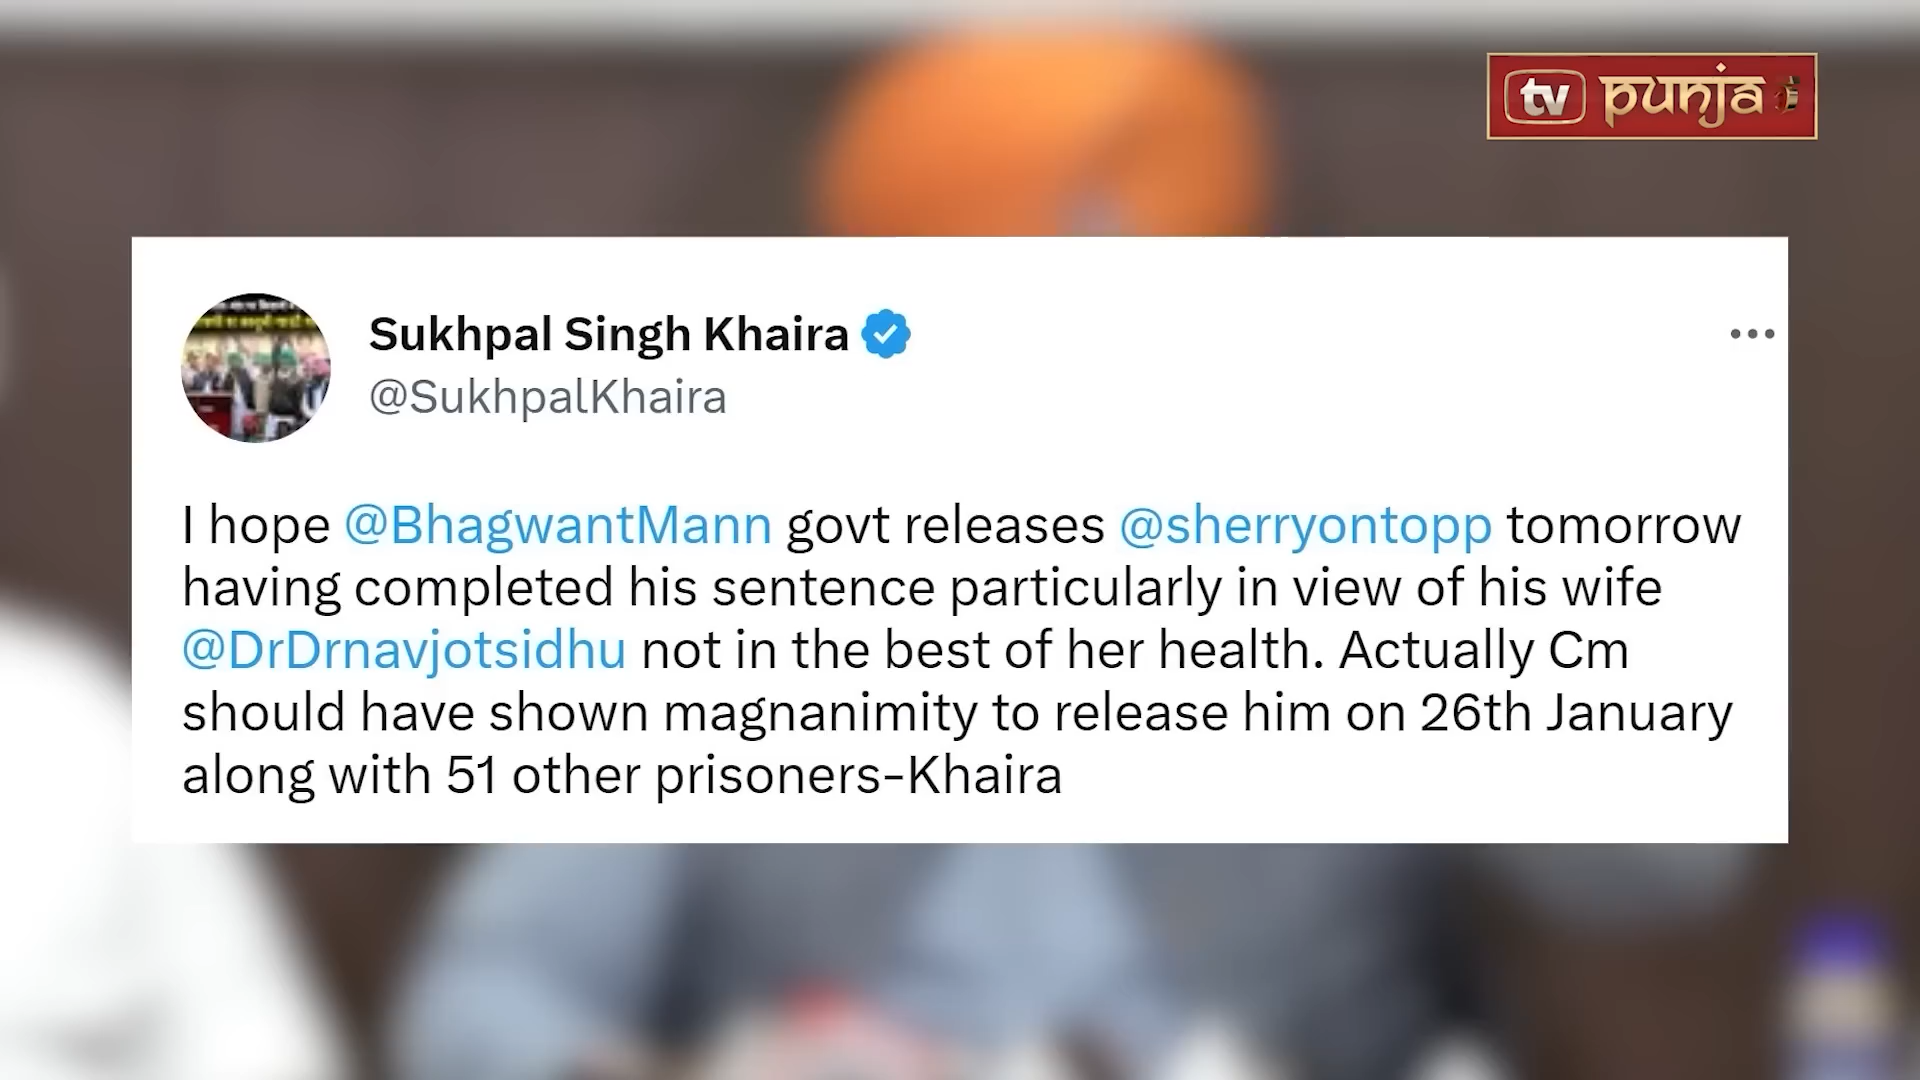 tv punja
Sukhpal Singh Khaira
@SukhpalKhaira
I hope @BhagwantMann govt releases @sherryontopp tomorrow
having completed his sentence particularly in view of his wife
@DrDrnavjotsidhu not in the best of her health. Actually Cm
should have shown magnanimity to release him on 26th January
along with 51 other prisoners-Khaira